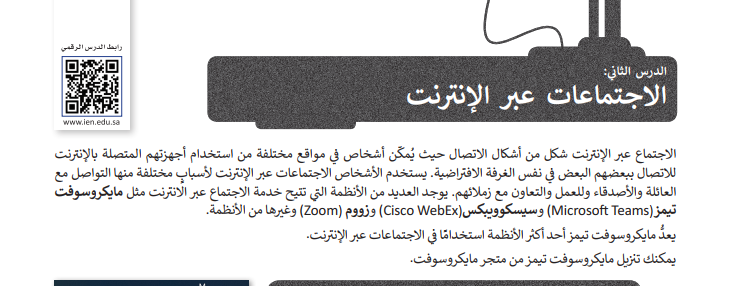 رابط الدرس الرقمي
www.ien.edu.sa
الدرس الثاني:
الاجتماعات عبر الإنترنت
الاجتماع عبر الإنترنت شكل من أشكال الاتصال حيث يُمكّن أشخاص في مواقع مختلفة من استخدام أجهزتهم المتصلة بالإنترنت
للاتصال ببعضهم البعض في نفس الغرفة الافتراضية. يستخدم الأشخاص الاجتماعات عبر الإنترنت لأسبابٍ مختلفة منها التواصل مع
العائلة والأصدقاء وللعمل والتعاون مع زملائهم. يوجد العديد من الأنظمة التي تتيح خدمة الاجتماع عبر الانترنت مثل مايكروسوفت
تيمز (Microsoft Teams) وسيسكوويبكس(Cisco WebEx) وزووم (Zoom) وغيرها من الأنظمة.
يعدُّ مايكروسوفت تيمز أحد أكثر الأنظمة استخدامًا في الاجتماعات عبر الإنترنت.
يمكنك تنزيل مايكروسوفت تيمز من متجر مايكروسوفت.